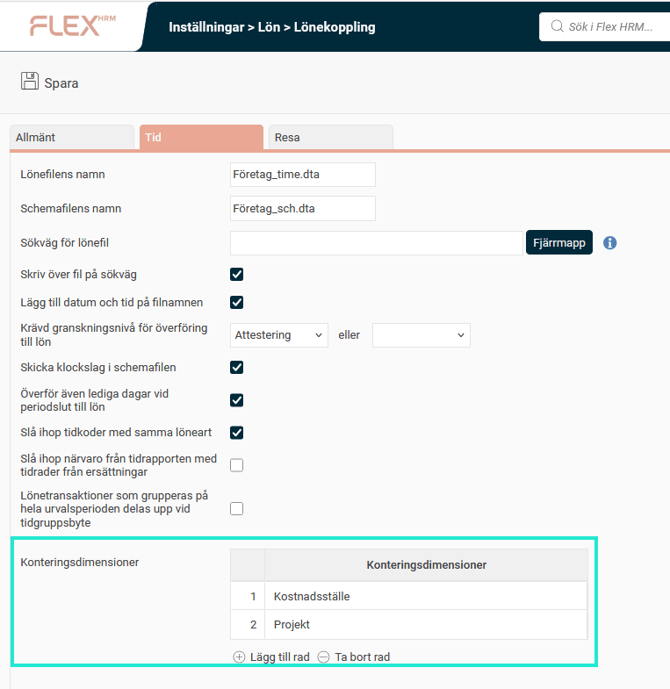 FLEX HRM
Inställningar > Lön > Lönekoppling
Sök i Flex HRM...
Spara
Allmänt
Tid
Resa
Lönefilens namn
Företag_time.dta
Schemafilens namn
Företag_sch.dta
Sökväg för lönefil
Fjärrmapp
Skriv över fil på sökväg
Lägg till datum och tid på filnamnen
Krävd granskningsnivå för överföring
till lön
Attestering
eller
Skicka klockslag i schemafilen
Överför även lediga dagar vid
periodslut till lön
Slå ihop tidkoder med samma löneart
Slå ihop närvaro från tidrapporten med
tidrader från ersättningar
Lönetransaktioner som grupperas på
hela urvalsperioden delas upp vid
tidgruppsbyte
Konteringsdimensioner
Konteringsdimensioner
1 Kostnadsställe
2 Projekt
Lägg till rad
Ta bort rad